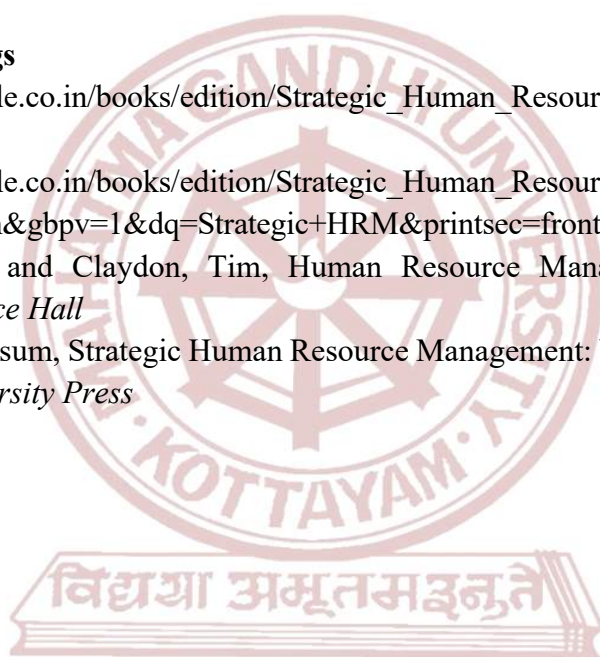 gs
le.co.in/books/edition/Strategic_Human_Resour
le.co.in/books/edition/Strategic_Human_Resour
&gbpv=1&dq=Strategic+HRM&printsec=front
and Claydon, Tim, Human Resource Mana
ce Hall
sum, Strategic Human Resource Management:
rsity Press
MAHATMA GANDHI UNIVERSITY
KOTTAYAM
विद्यया अमृतमश्नुते